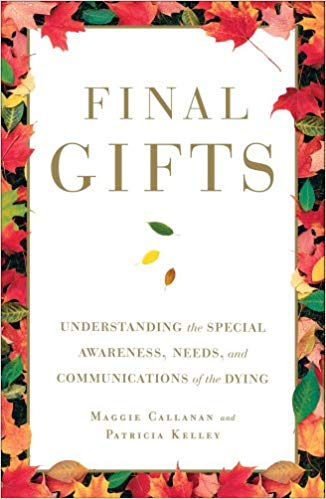 FINAL
GIFTS
UNDERSTANDING the SPECIAL
AWARENESS, NEEDS, and
COMMUNICATIONS of the DYING
MAGGIE CALLANAN and
PATRICIA KELLEY